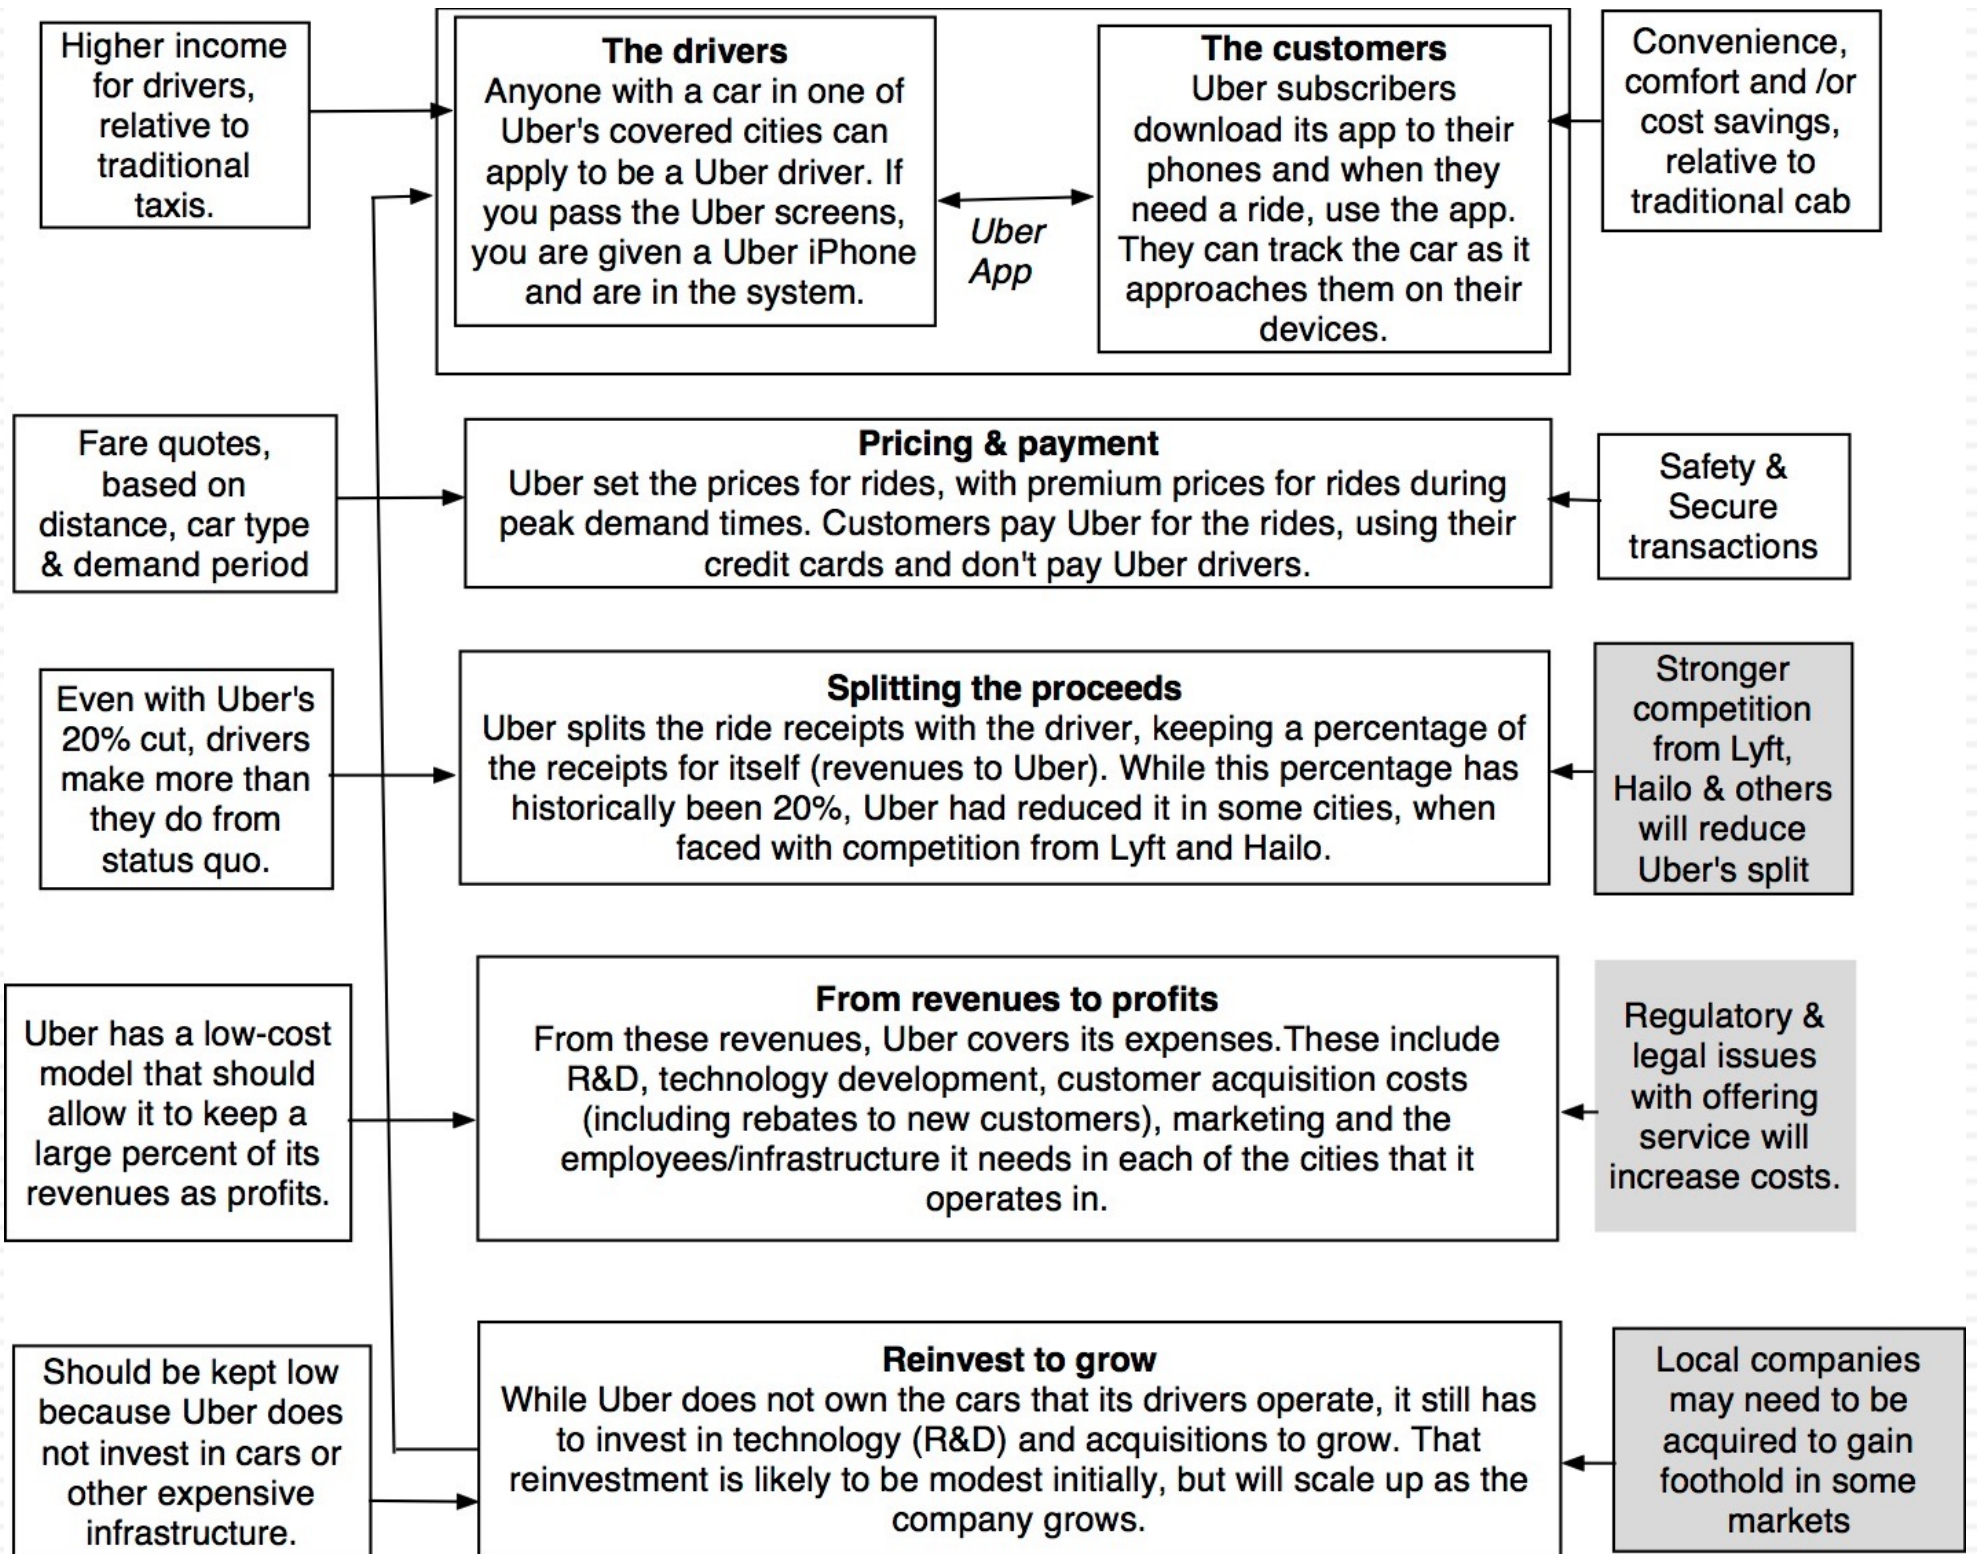 Higher income
for drivers,
relative to
traditional
taxis.
The drivers
Anyone with a car in one of
Uber's covered cities can
apply to be a Uber driver. If
you pass the Uber screens,
you are given a Uber iPhone
and are in the system.
Uber
App
The customers
Uber subscribers
download its app to their
phones and when they
need a ride, use the app.
They can track the car as it
approaches them on their
devices.
Convenience,
comfort and /or
cost savings,
relative to
traditional cab
Fare quotes,
based on
distance, car type
& demand period
Pricing & payment
Uber set the prices for rides, with premium prices for rides during
peak demand times. Customers pay Uber for the rides, using their
credit cards and don't pay Uber drivers.
Safety &
Secure
transactions
Even with Uber's
20% cut, drivers
make more than
they do from
status quo.
Splitting the proceeds
Uber splits the ride receipts with the driver, keeping a percentage of
the receipts for itself (revenues to Uber). While this percentage has
historically been 20%, Uber had reduced it in some cities, when
faced with competition from Lyft and Hailo.
Stronger
competition
from Lyft,
Hailo & others
will reduce
Uber's split
Uber has a low-cost
model that should
allow it to keep a
large percent of its
revenues as profits.
From revenues to profits
From these revenues, Uber covers its expenses.These include
R&D, technology development, customer acquisition costs
(including rebates to new customers), marketing and the
employees/infrastructure it needs in each of the cities that it
operates in.
Regulatory &
legal issues
with offering
service will
increase costs.
Should be kept low
because Uber does
not invest in cars or
other expensive
infrastructure.
Reinvest to grow
While Uber does not own the cars that its drivers operate, it still has
to invest in technology (R&D) and acquisitions to grow. That
reinvestment is likely to be modest initially, but will scale up as the
company grows.
Local companies
may need to be
acquired to gain
foothold in some
markets